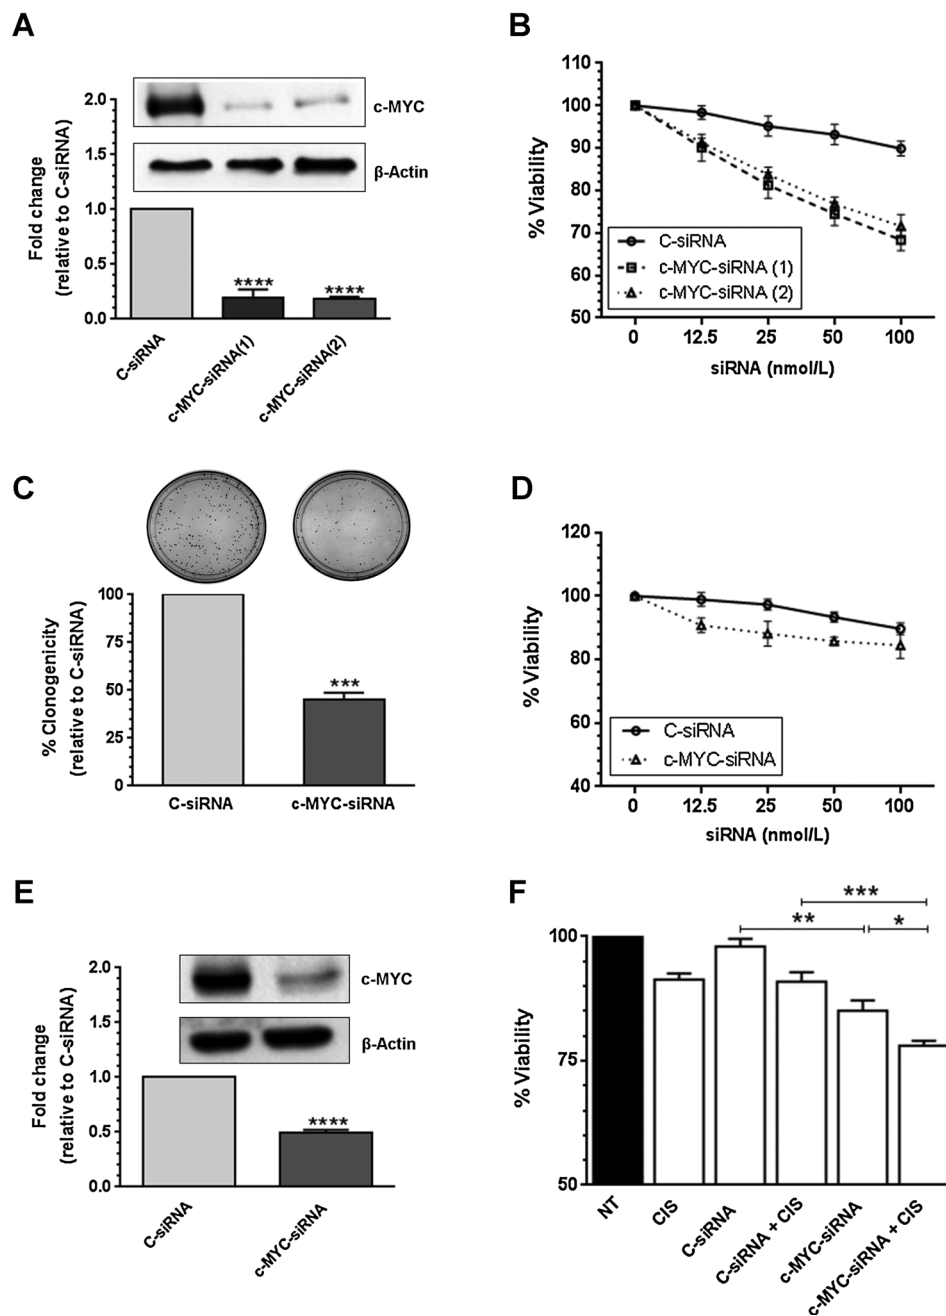 A
c-MYC
β-Actin
Fold change
(relative to C-siRNA)
2.0
1.5
1.0
0.5
0.0
****
****
C-siRNA
c-MYC-siRNA(1)
c-MYC-siRNA(2)
B
% Viability
110
100
90
80
70
60
50
C-siRNA
c-MYC-siRNA (1)
c-MYC-siRNA (2)
0 12.5 25 50 100
siRNA (nmol/L)
C
% Clonogenicity
(relative to C-siRNA)
100
75
50
25
0
***
C-siRNA
c-MYC-siRNA
D
% Viability
120
100
80
60
40
C-siRNA
c-MYC-siRNA
0 12.5 25 50 100
siRNA (nmol/L)
E
c-MYC
β-Actin
Fold change
(relative to C-siRNA)
2.0
1.5
1.0
0.5
0.0
****
C-siRNA
c-MYC-siRNA
F
***
** *
% Viability
100
75
50
NT
CIS
C-siRNA
C-siRNA + CIS
c-MYC-siRNA
c-MYC-siRNA + CIS